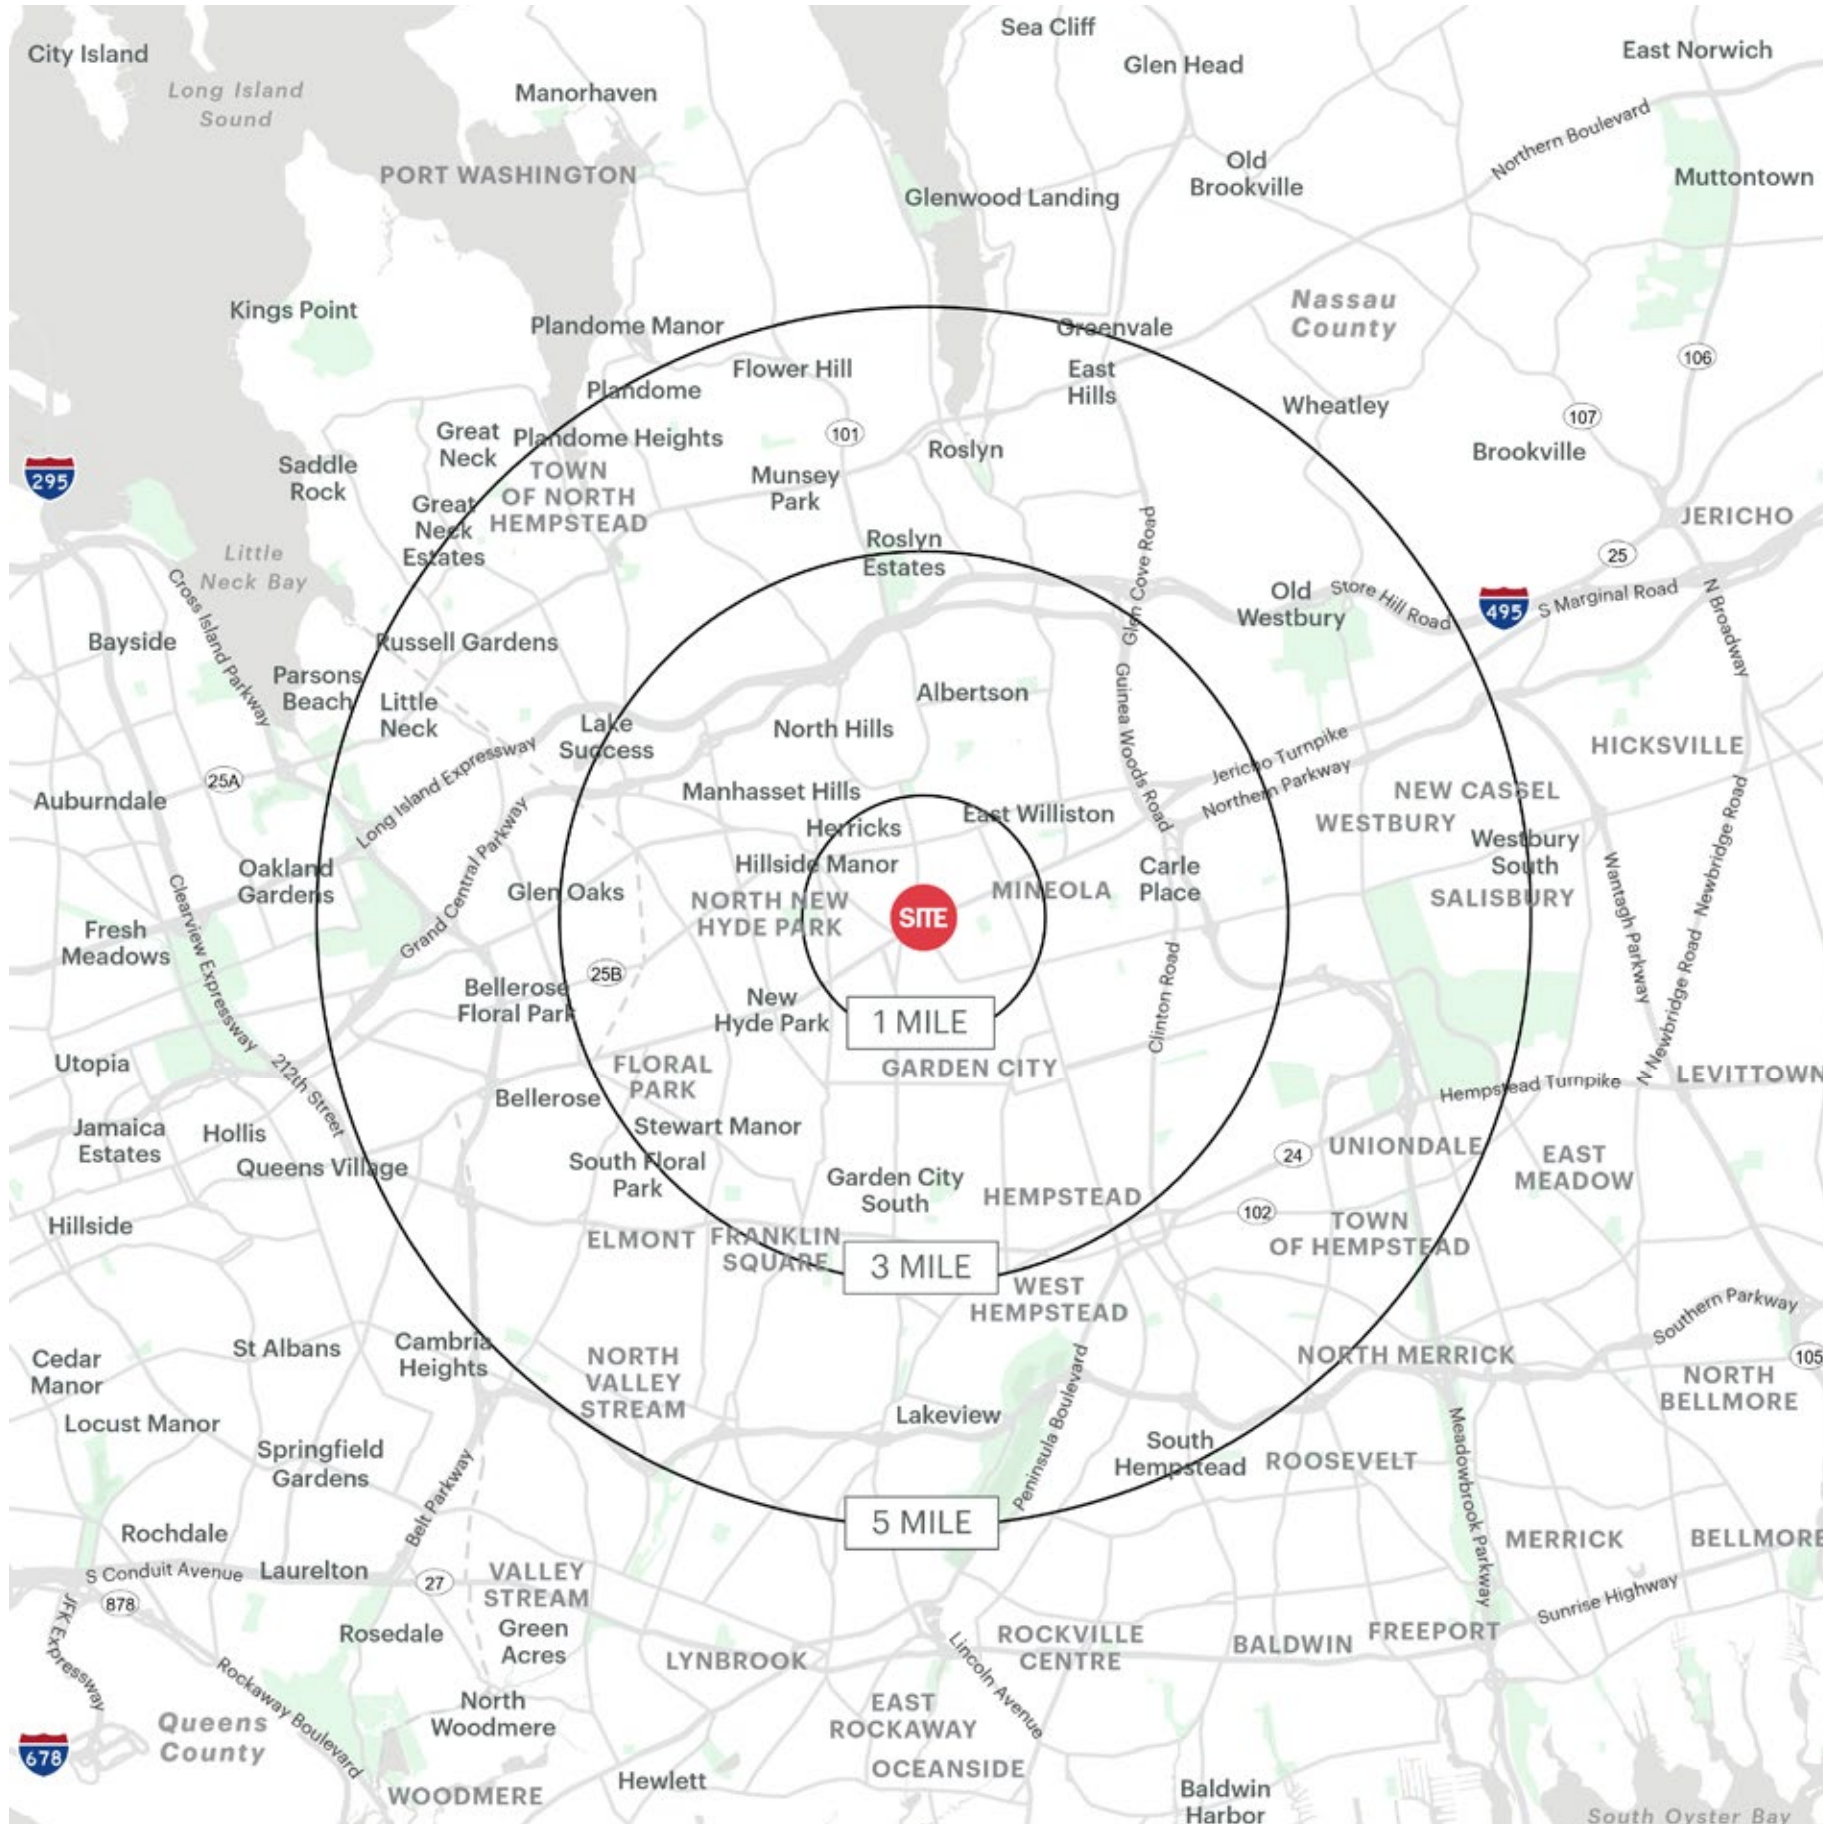 Sea Cliff
City Island
Glen Head
East Norwich
Long Island
Sound
Manorhaven
Northern Boulevard
PORT WASHINGTON
Old
Brookville
Muttontown
Glenwood Landing
Kings Point
Nassau
County
Plandome Manor
Greenvale
106
Flower Hill
East
Hills
Plandome
Wheatley
107
Great
Neck
Plandome Heights
101
Roslyn
Brookville
295
Saddle
Rock
TOWN
OF NORTH
HEMPSTEAD
Munsey
Park
Great
Neck
Estates
JERICHO
Roslyn
Estates
Glen Cove Road
25
Little
Neck Bay
Old
Westbury
Store Hill Road
495
S Marginal Road
N Broadway
Cross Island Parkway
Bayside
Russell Gardens
Parsons
Beach
Little
Neck
Albertson
Guinea Woods Road
Lake
Success
North Hills
Long Island Expressway
Jericho Turnpike
Northern Parkway
HICKSVILLE
25A
Auburndale
Manhasset Hills
NEW CASSEL
WESTBURY
East Williston
Herricks
Grand Central Parkway
Westbury
South
Newbridge Road
Oakland
Gardens
Hillside Manor
Carle
Place
Wantagh Parkway
Glen Oaks
NORTH NEW
HYDE PARK
MINEOLA
SALISBURY
SITE
Clearview Expressway
Fresh
Meadows
25B
Clinton Road
Bellerose
Floral Park
New
Hyde Park
1 MILE
N Newbridge Road
Utopia
212th Street
FLORAL
PARK
GARDEN CITY
Hempstead Turnpike
LEVITTOWN
Bellerose
Jamaica
Estates
Hollis
Stewart Manor
24
UNIONDALE
EAST
MEADOW
Queens Village
South Floral
Park
Garden City
South
HEMPSTEAD
Hillside
102
TOWN
OF HEMPSTEAD
ELMONT
FRANKLIN
SQUARE
3 MILE
WEST
HEMPSTEAD
Southern Parkway
St Albans
Cambria
Heights
Cedar
Manor
NORTH
VALLEY
STREAM
NORTH MERRICK
105
NORTH
BELLMORE
Peninsula Boulevard
Lakeview
Locust Manor
Springfield
Gardens
South
Hempstead
ROOSEVELT
Meadowbrook Parkway
Belt Parkway
5 MILE
Rochdale
MERRICK
BELLMORE
S Conduit Avenue
Laurelton
27
VALLEY
STREAM
878
Sunrise Highway
JFK Expressway
Rosedale
Green
Acres
LYNBROOK
Lincoln Avenue
ROCKVILLE
CENTRE
BALDWIN
FREEPORT
Rockaway Boulevard
North
Woodmere
EAST
ROCKAWAY
Queens
County
678
OCEANSIDE
WOODMERE
Hewlett
Baldwin
Harbor
South Oyster Bay